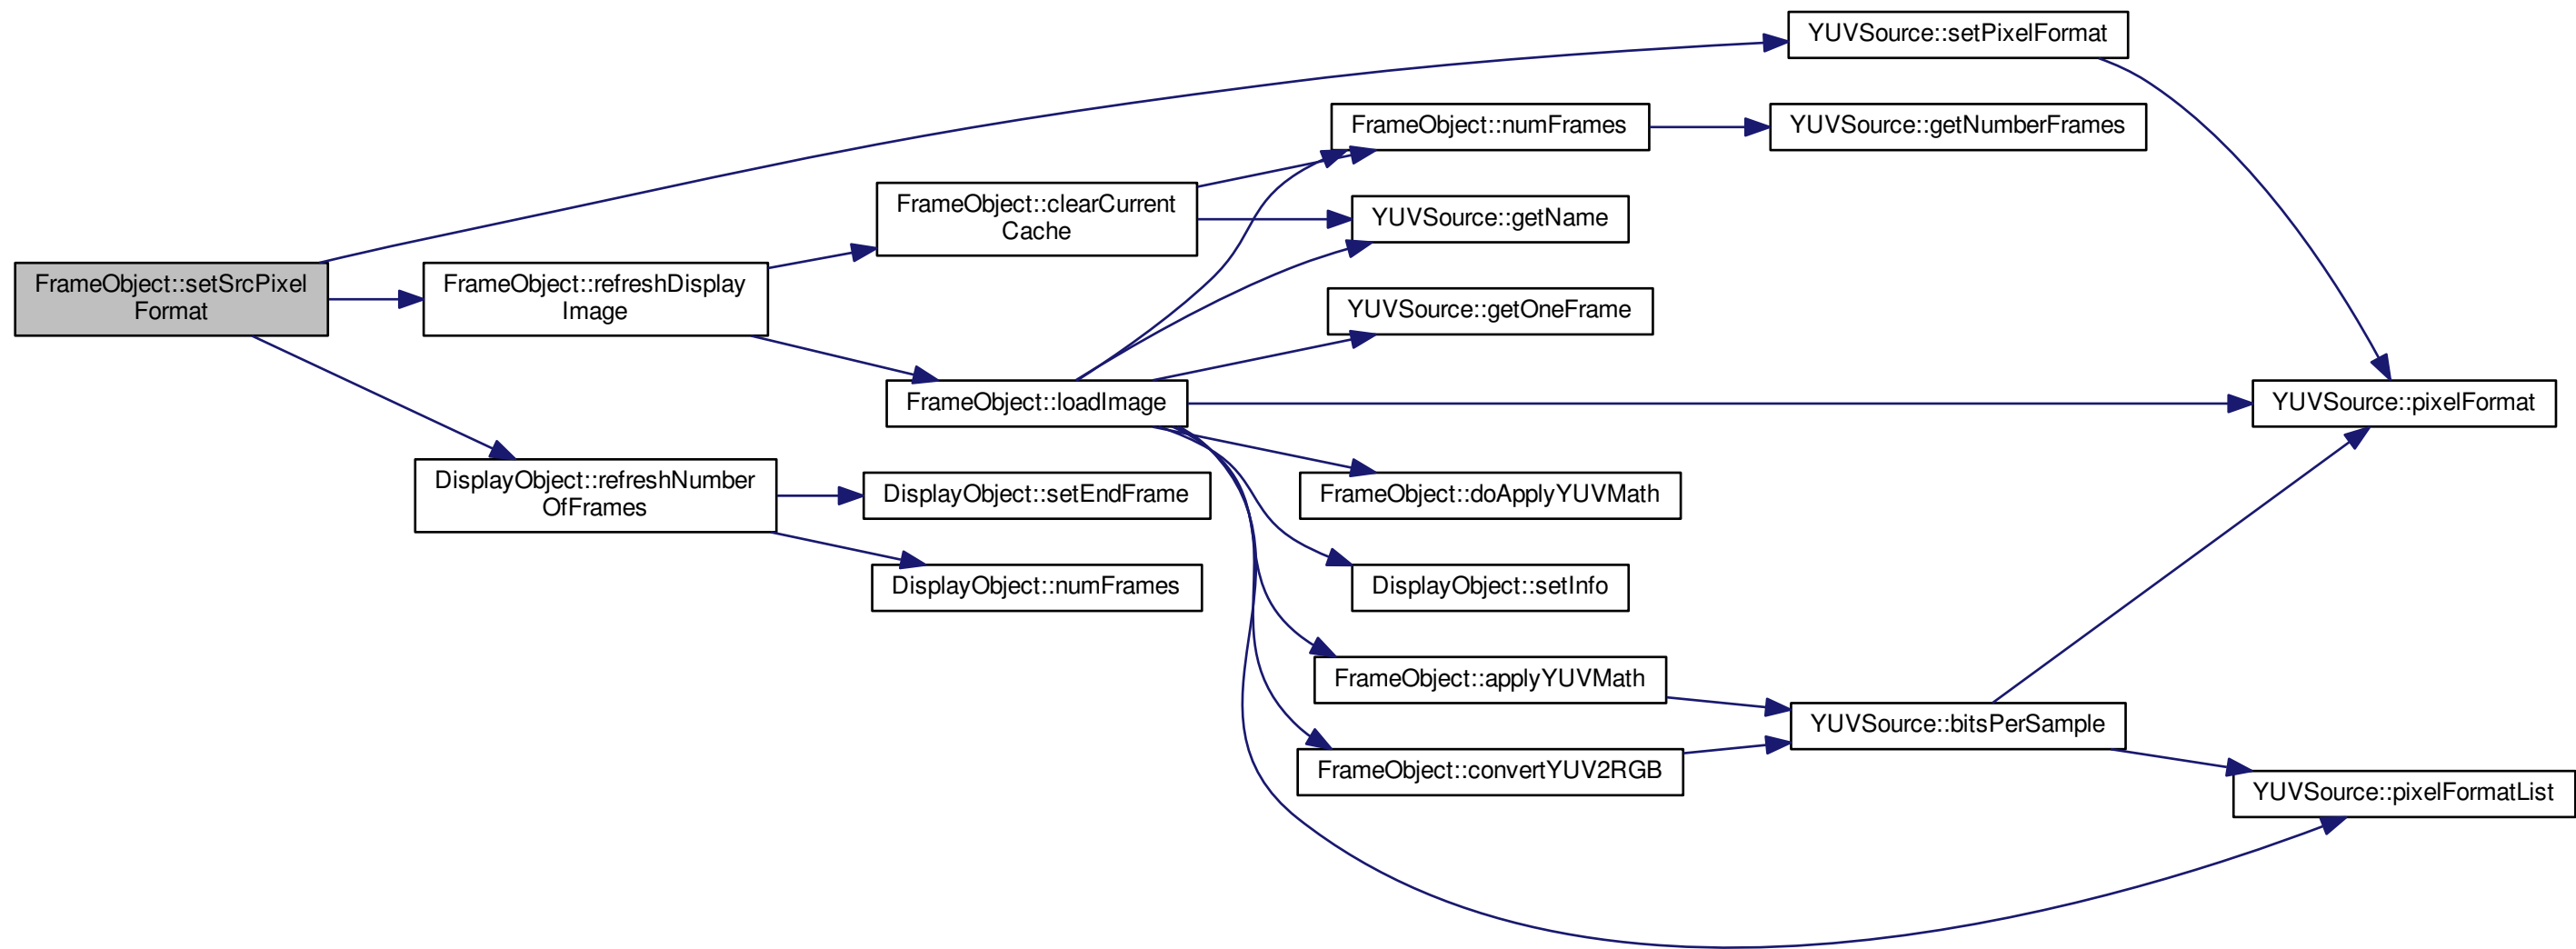 YUVSource::setPixelFormat
FrameObject::numFrames
YUVSource::getNumberFrames
FrameObject::clearCurrent
Cache
YUVSource::getName
FrameObject::setSrcPixel
Format
FrameObject::refreshDisplay
Image
YUVSource::getOneFrame
FrameObject::loadImage
YUVSource::pixelFormat
DisplayObject::refreshNumber
OfFrames
DisplayObject::setEndFrame
FrameObject::doApplyYUVMath
DisplayObject::numFrames
DisplayObject::setInfo
FrameObject::applyYUVMath
YUVSource::bitsPerSample
FrameObject::convertYUV2RGB
YUVSource::pixelFormatList